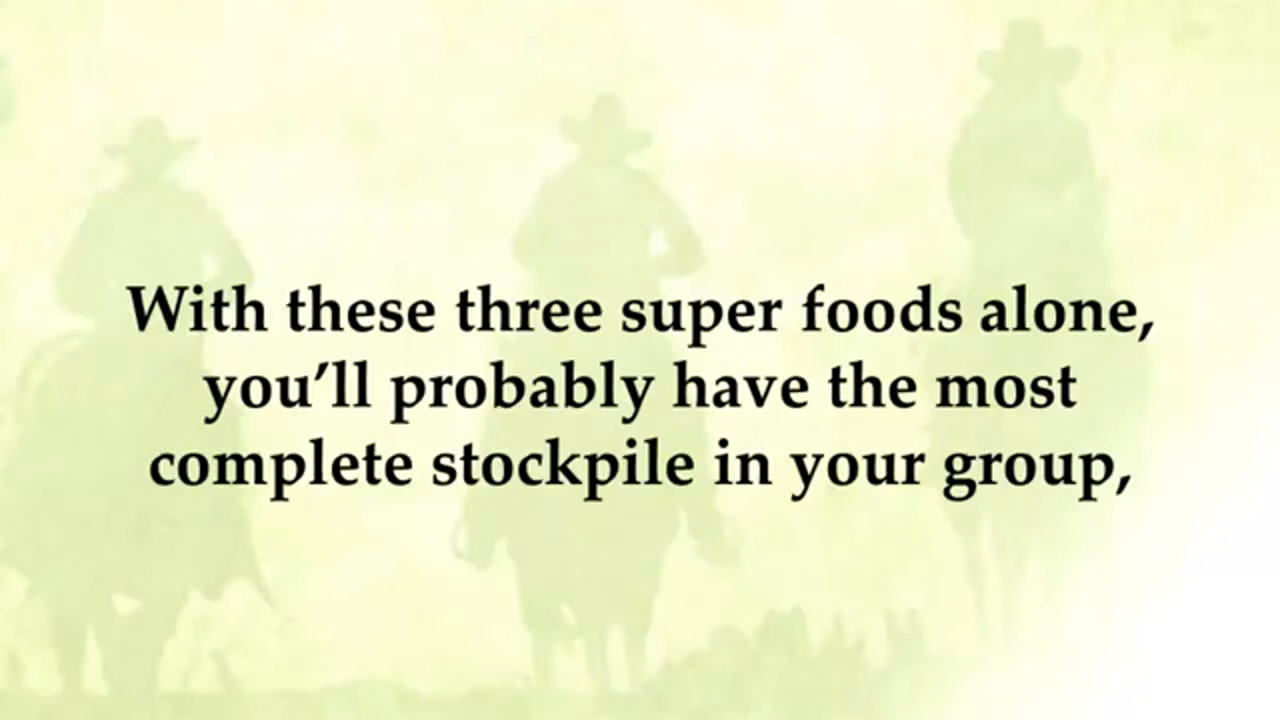 With these three super foods alone,
you’ll probably have the most
complete stockpile in your group,